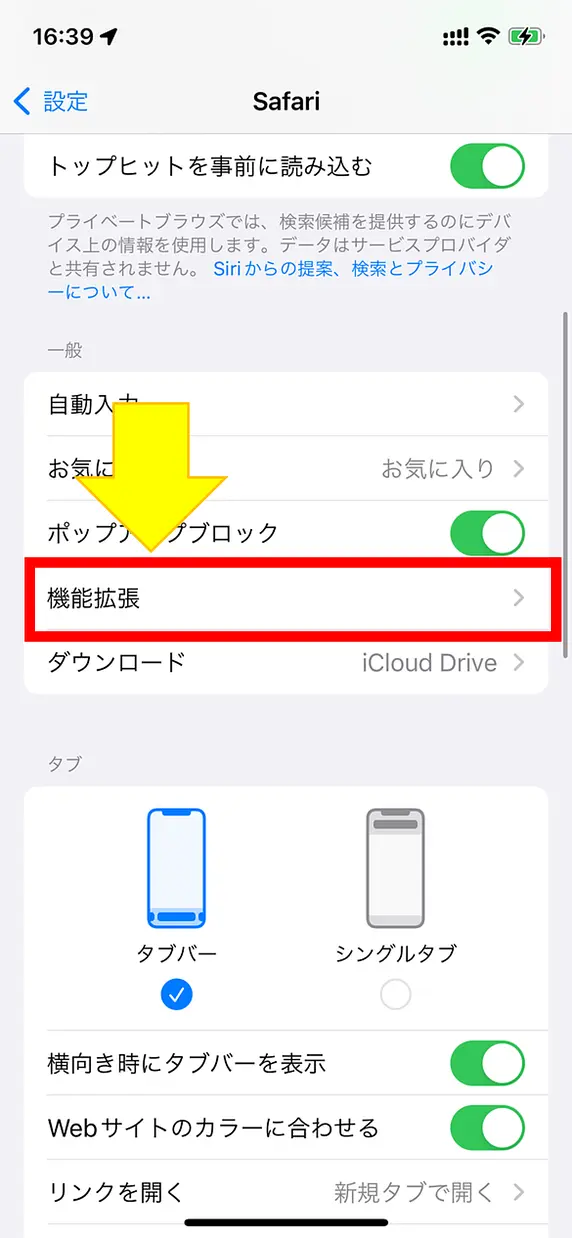 16:39
設定
Safari
トップヒットを事前に読み込む
プライベートブラウズでは、検索候補を提供するのにデバ
イス上の情報を使用します。データはサービスプロバイダ
と共有されません。 Siriからの提案、検索とプライバシ
ーについて...
一般
自動入力
お気に
お気に入り
ポップアップブロック
機能拡張
ダウンロード
iCloud Drive
タブ
タブバー
シングルタブ
横向き時にタブバーを表示
Webサイトのカラーに合わせる
リンクを開く
新規タブで開く